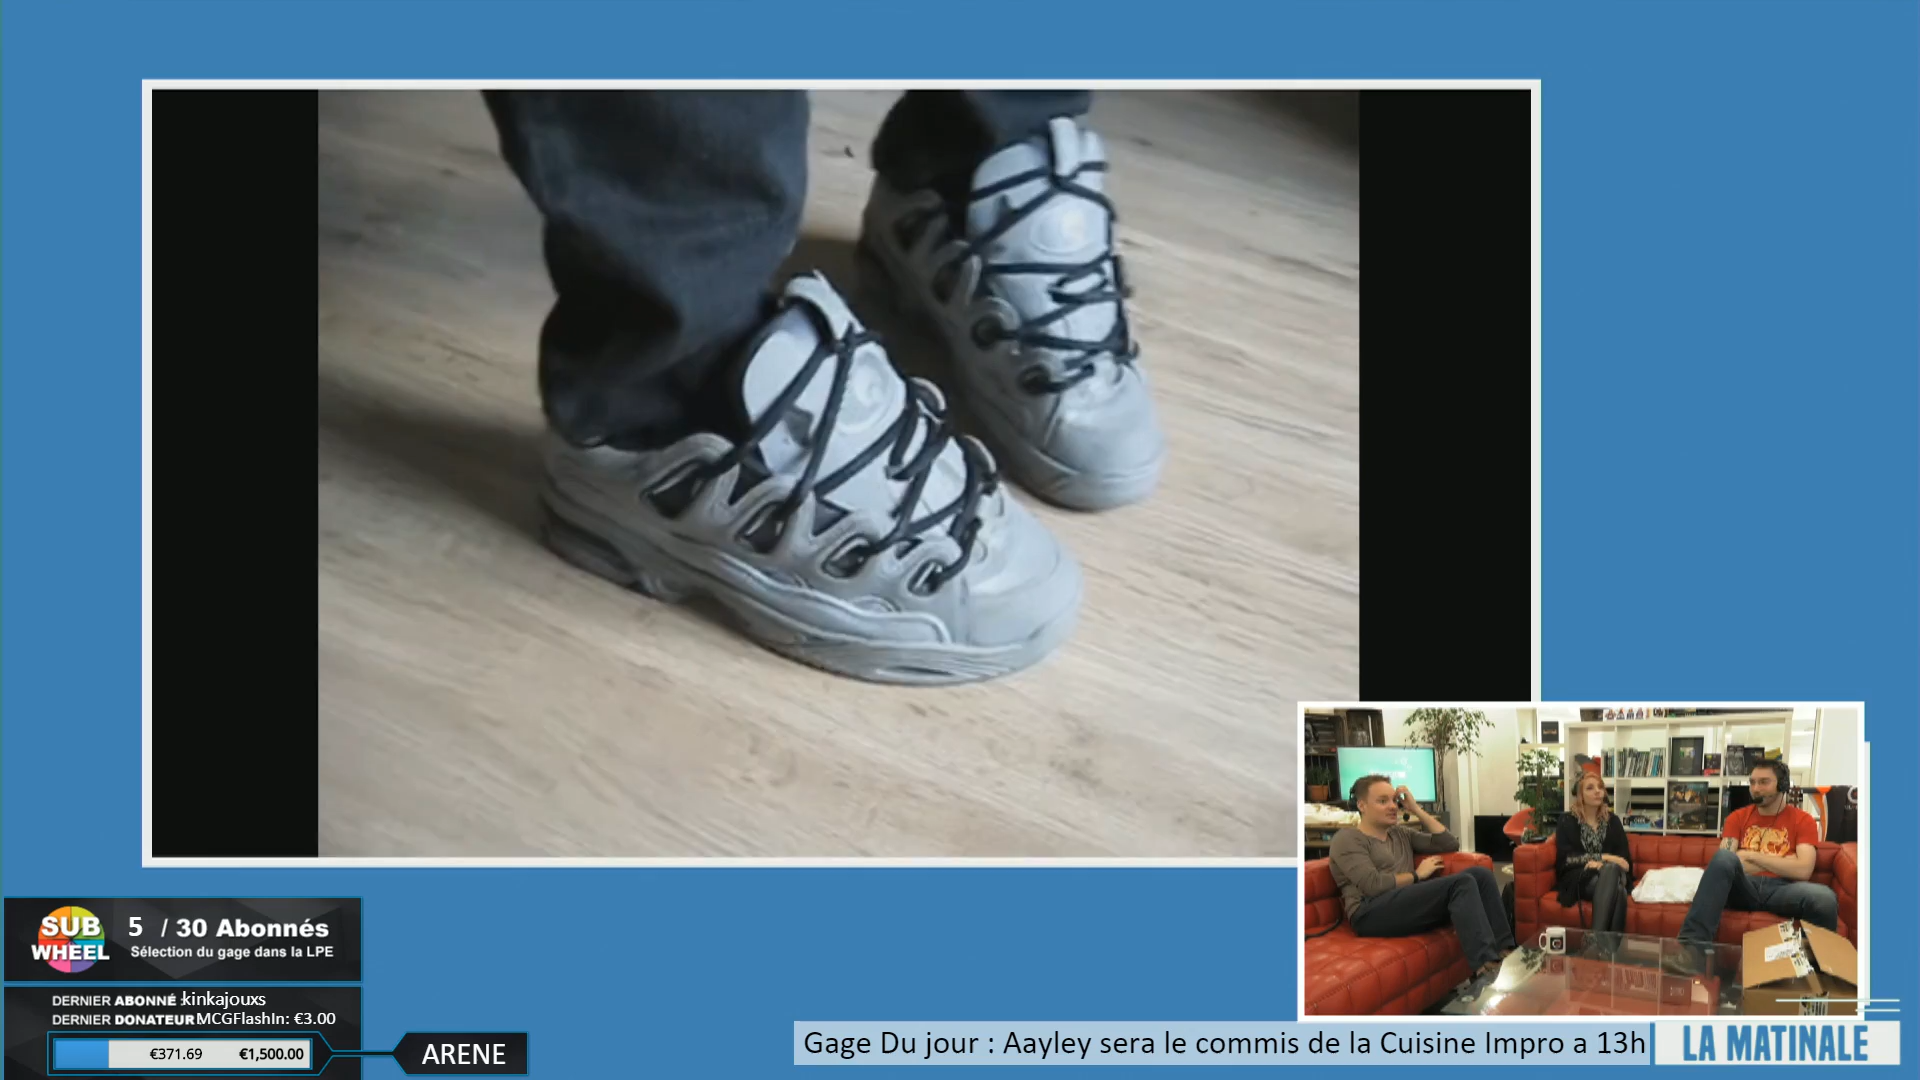 SUB
WHEEL
5 / 30 Abonnés
Sélection du gage dans la LPE
DERNIER ABONNÉ :kinkajouxs
DERNIER DONATEUR MCGFlashIn: €3.00
€371.69 €1,500.00
ARENE
Gage Du jour : Aayley sera le commis de la Cuisine Impro a 13h
LA MATINALE